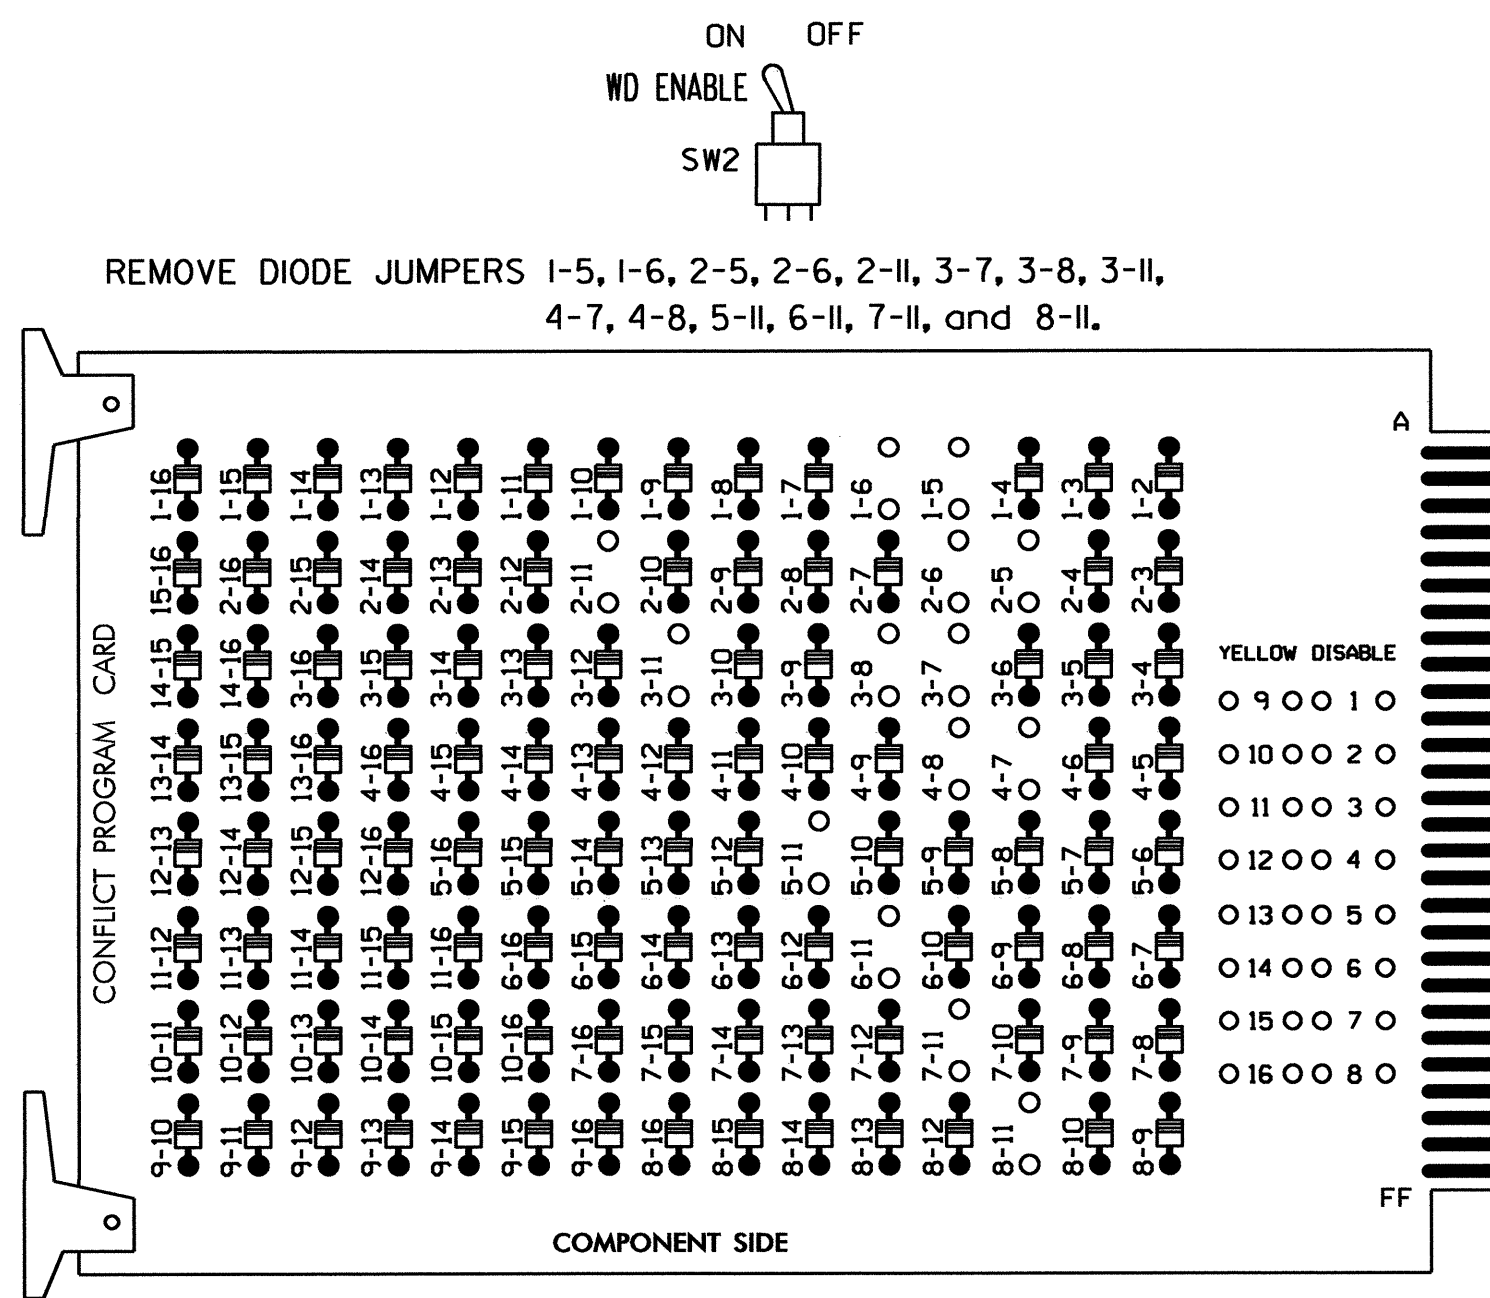 ON OFF
WD ENABLE
SW2
REMOVE DIODE JUMPERS 1-5, 1-6, 2-5, 2-6, 2-11, 3-7, 3-8, 3-11,
4-7, 4-8, 5-11, 6-11, 7-11, and 8-11.
A
CONFLICT PROGRAM CARD
1-16 1-15 1-14 1-13 1-12 1-11 1-10 1-9 1-8 1-7 1-6 1-5 1-4 1-3 1-2
15-16 2-16 2-15 2-14 2-13 2-12 2-11 2-10 2-9 2-8 2-7 2-6 2-5 2-4 2-3
14-15 14-16 3-16 3-15 3-14 3-13 3-12 3-11 3-10 3-9 3-8 3-7 3-6 3-5 3-4
13-14 13-15 13-16 4-16 4-15 4-14 4-13 4-12 4-11 4-10 4-9 4-8 4-7 4-6 4-5
12-13 12-14 12-15 12-16 5-16 5-15 5-14 5-13 5-12 5-11 5-10 5-9 5-8 5-7 5-6
11-12 11-13 11-14 11-15 11-16 6-16 6-15 6-14 6-13 6-12 6-11 6-10 6-9 6-8 6-7
10-11 10-12 10-13 10-14 10-15 10-16 7-16 7-15 7-14 7-13 7-12 7-11 7-10 7-9 7-8
9-10 9-11 9-12 9-13 9-14 9-15 9-16 8-16 8-15 8-14 8-13 8-12 8-11 8-10 8-9
YELLOW DISABLE
9 1
10 2
11 3
12 4
13 5
14 6
15 7
16 8
FF
COMPONENT SIDE